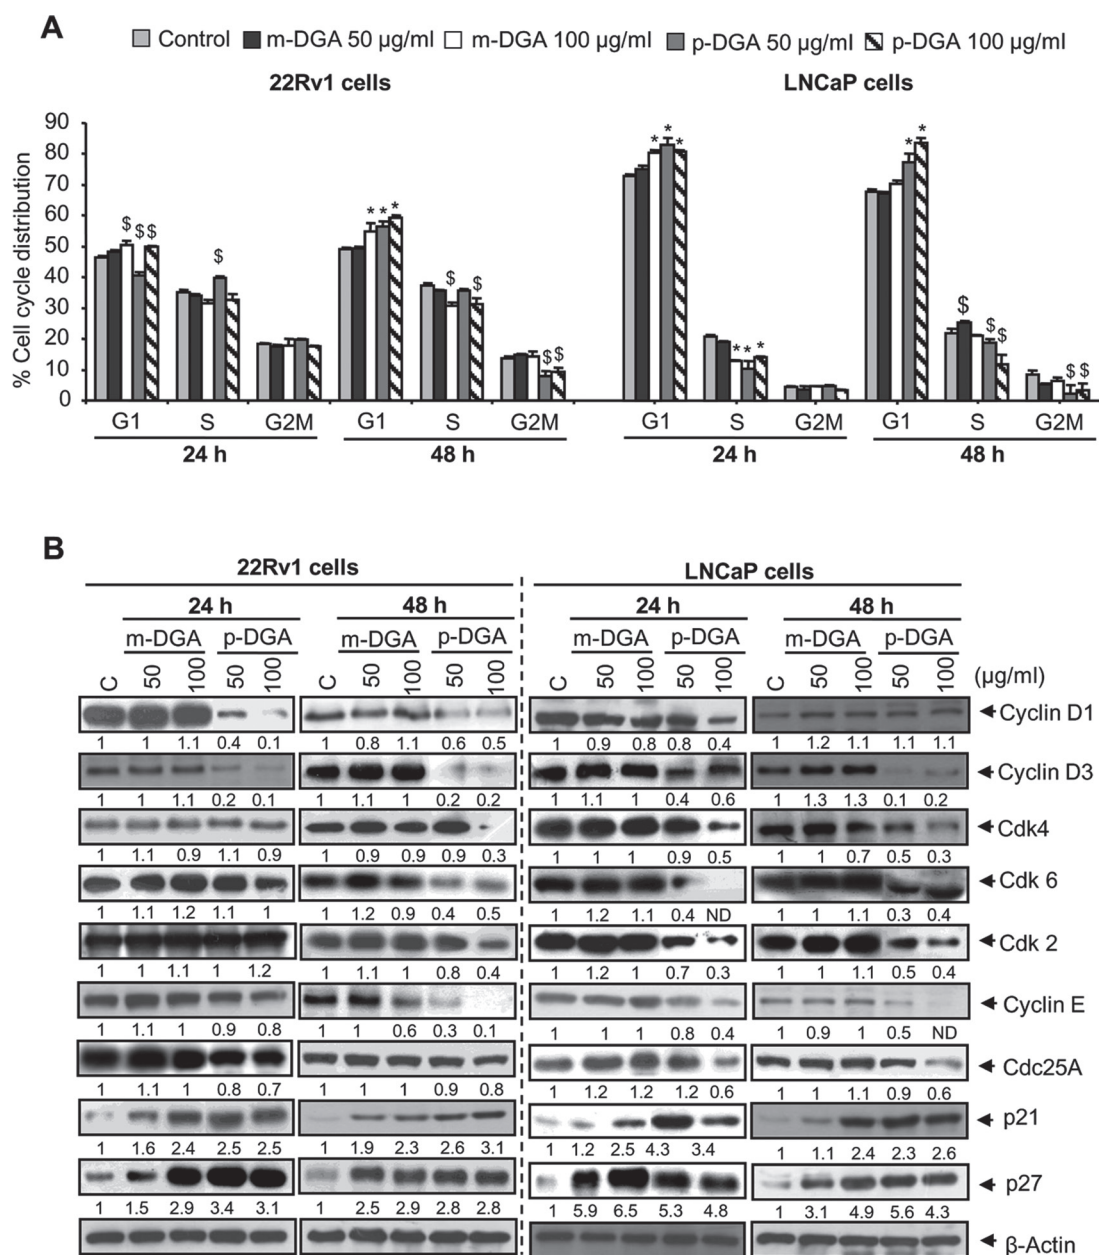 A
Control m-DGA 50 μg/ml m-DGA 100 μg/ml p-DGA 50 μg/ml p-DGA 100 μg/ml
22Rv1 cells LNCaP cells
% Cell cycle distribution
90
80
70
60
50
40
30
20
10
0
$ $ $ $ * * * $ $ $ $ * * * * * * * * $ $ $ $ $
G1 S G2M G1 S G2M G1 S G2M G1 S G2M
24 h 48 h 24 h 48 h
B
22Rv1 cells LNCaP cells
24 h 48 h 24 h 48 h
m-DGA p-DGA m-DGA p-DGA m-DGA p-DGA m-DGA p-DGA
C 50 100 50 100 C 50 100 50 100 C 50 100 50 100 C 50 100 50 100 (μg/ml)
Cyclin D1
1 1 1.1 0.4 0.1 1 0.8 1.1 0.6 0.5 1 0.9 0.8 0.8 0.4 1 1.2 1.1 1.1 1.1
Cyclin D3
1 1 1.1 0.2 0.1 1 1.1 1 0.2 0.2 1 1.1 1 0.4 0.6 1 1.3 1.3 0.1 0.2
Cdk4
1 1.1 0.9 1.1 0.9 1 0.9 0.9 0.9 0.3 1 1 1 0.9 0.5 1 1 0.7 0.5 0.3
Cdk 6
1 1.1 1.2 1.1 1 1 1.2 0.9 0.4 0.5 1 1.2 1.1 0.4 ND 1 1 1.1 0.3 0.4
Cdk 2
1 1 1.1 1 1.2 1 1.1 1 0.8 0.4 1 1.2 1 0.7 0.3 1 1 1.1 0.5 0.4
Cyclin E
1 1.1 1 0.9 0.8 1 1 0.6 0.3 0.1 1 1 1 0.8 0.4 1 0.9 1 0.5 ND
Cdc25A
1 1.1 1 0.8 0.7 1 1 1 0.9 0.8 1 1.2 1.2 1.2 0.6 1 1 1.1 0.9 0.6
p21
1 1.6 2.4 2.5 2.5 1 1.9 2.3 2.6 3.1 1 1.2 2.5 4.3 3.4 1 1.1 2.4 2.3 2.6
p27
1 1.5 2.9 3.4 3.1 1 2.5 2.9 2.8 2.8 1 5.9 6.5 5.3 4.8 1 3.1 4.9 5.6 4.3
β-Actin